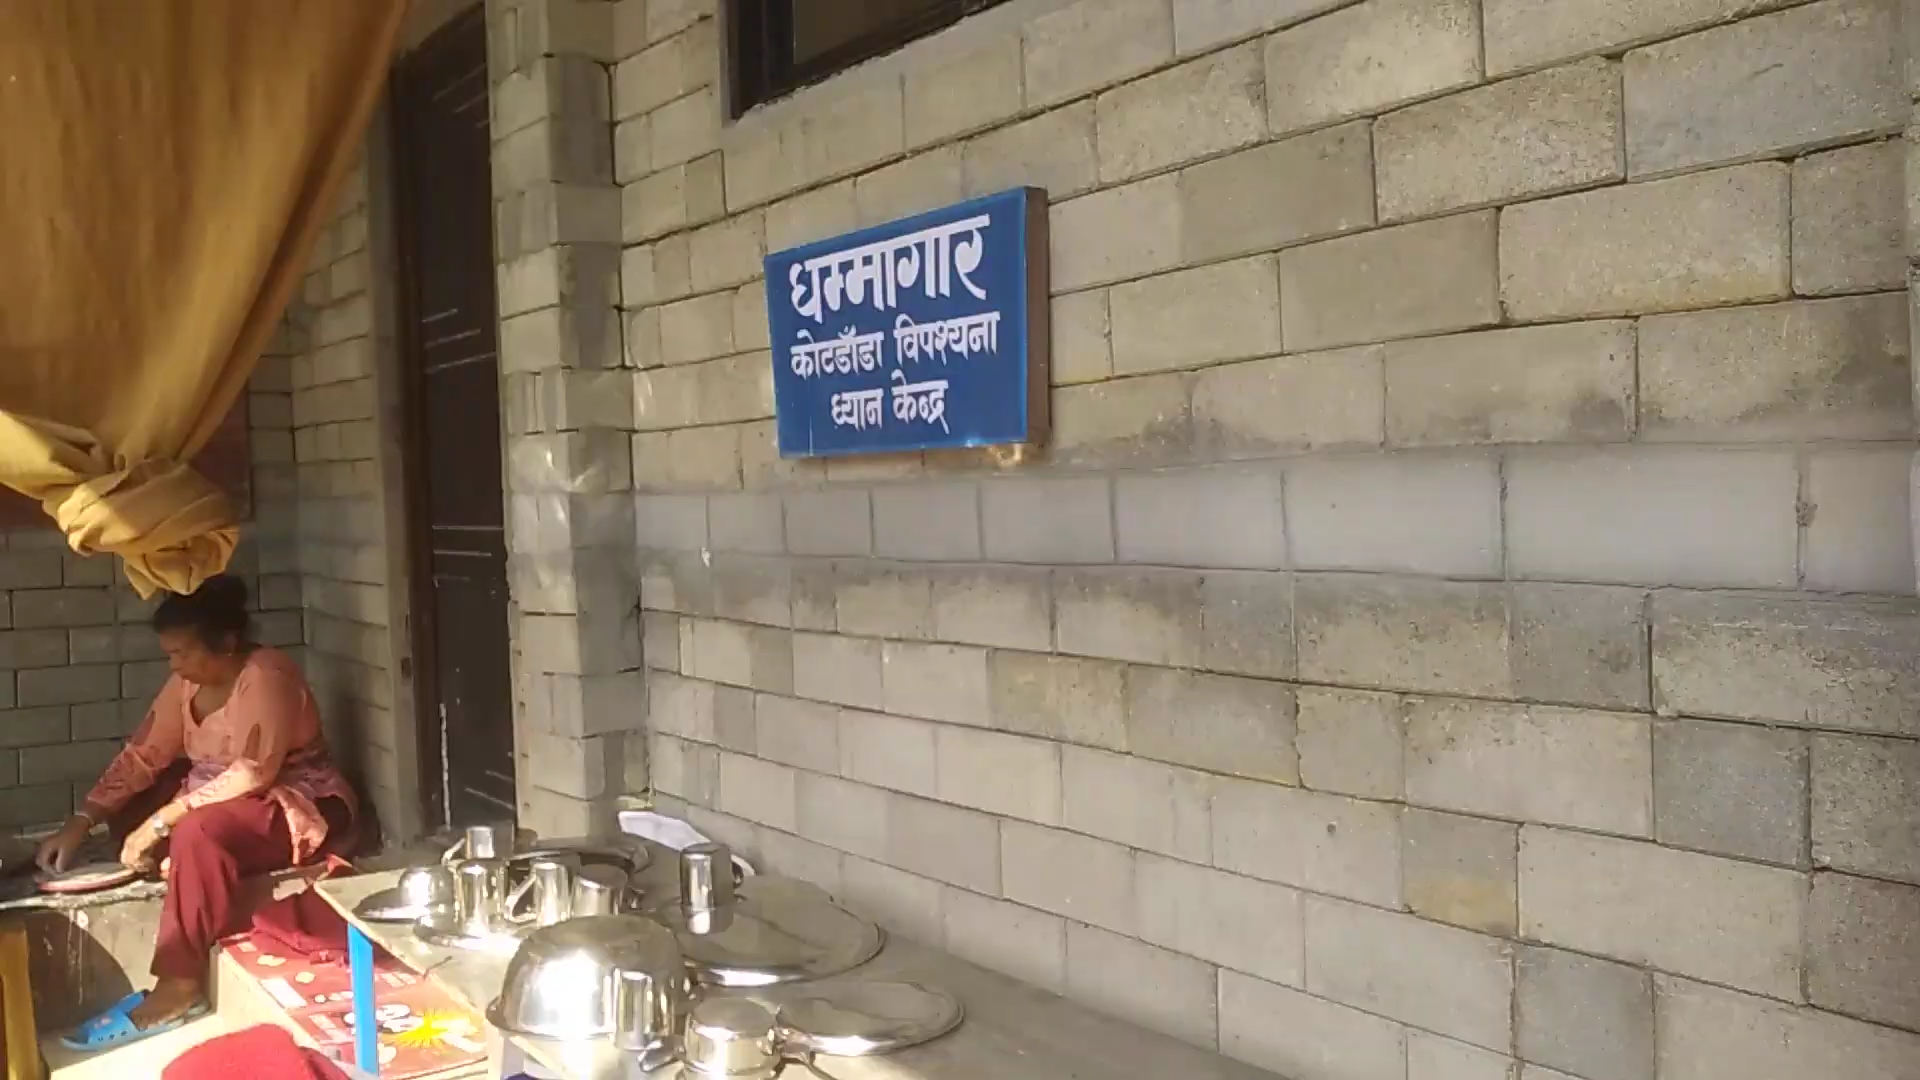 धम्मागार
कोटडाँडा विपश्यना
ध्यान केन्द्र